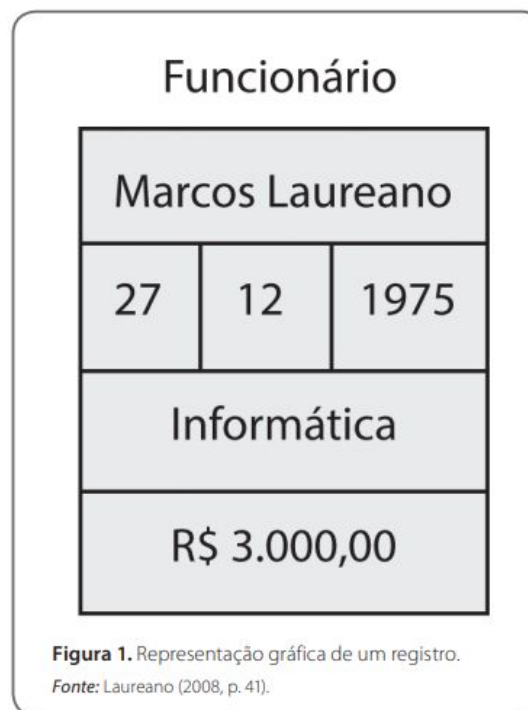 Funcionário
Marcos Laureano
27 12 1975
Informática
R$ 3.000,00
Figura 1. Representação gráfica de um registro.
Fonte: Laureano (2008, p. 41).